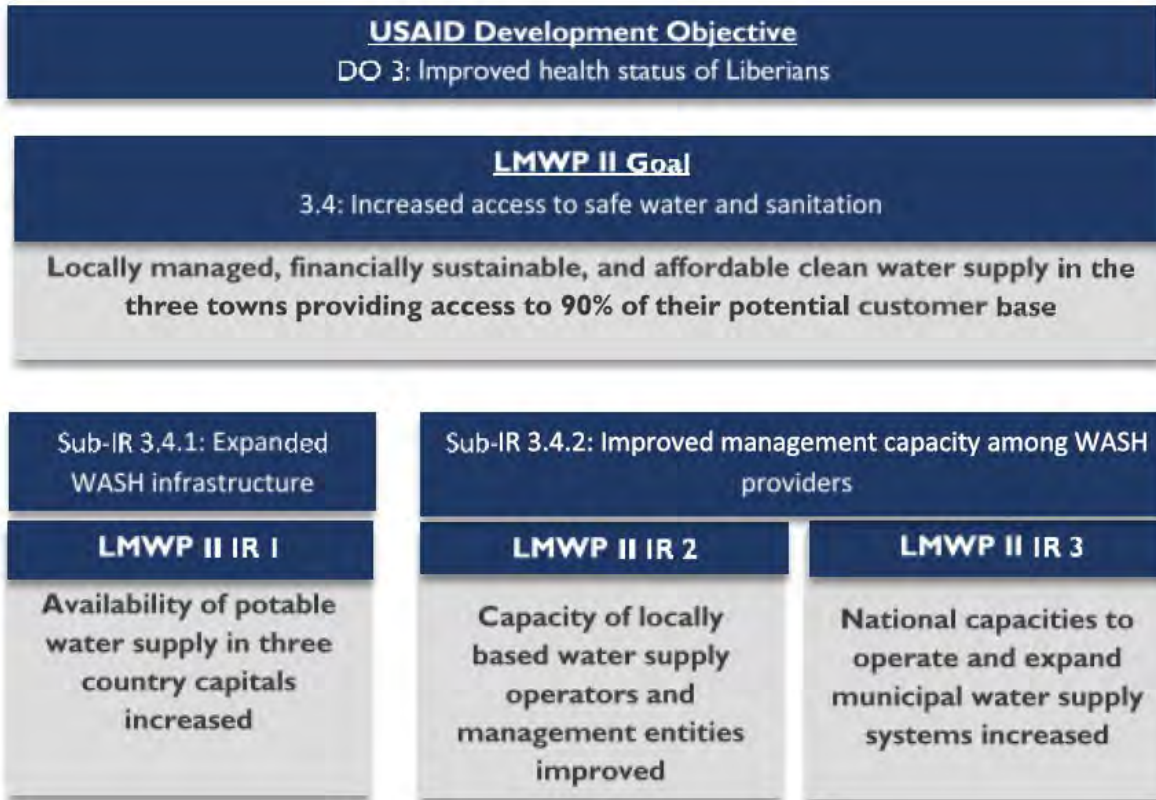 USAID Development Objective
DO 3: Improved health status of Liberians
LMWP II Goal
3.4: Increased access to safe water and sanitation
Locally managed, financially sustainable, and affordable clean water supply in the
three towns providing access to 90% of their potential customer base
Sub-IR 3.4.1: Expanded
WASH infrastructure
LMWP II IR 1
Availability of potable
water supply in three
country capitals
increased
Sub-IR 3.4.2: Improved management capacity among WASH
providers
LMWP II IR 2
Capacity of locally
based water supply
operators and
management entities
improved
LMWP II IR 3
National capacities to
operate and expand
municipal water supply
systems increased